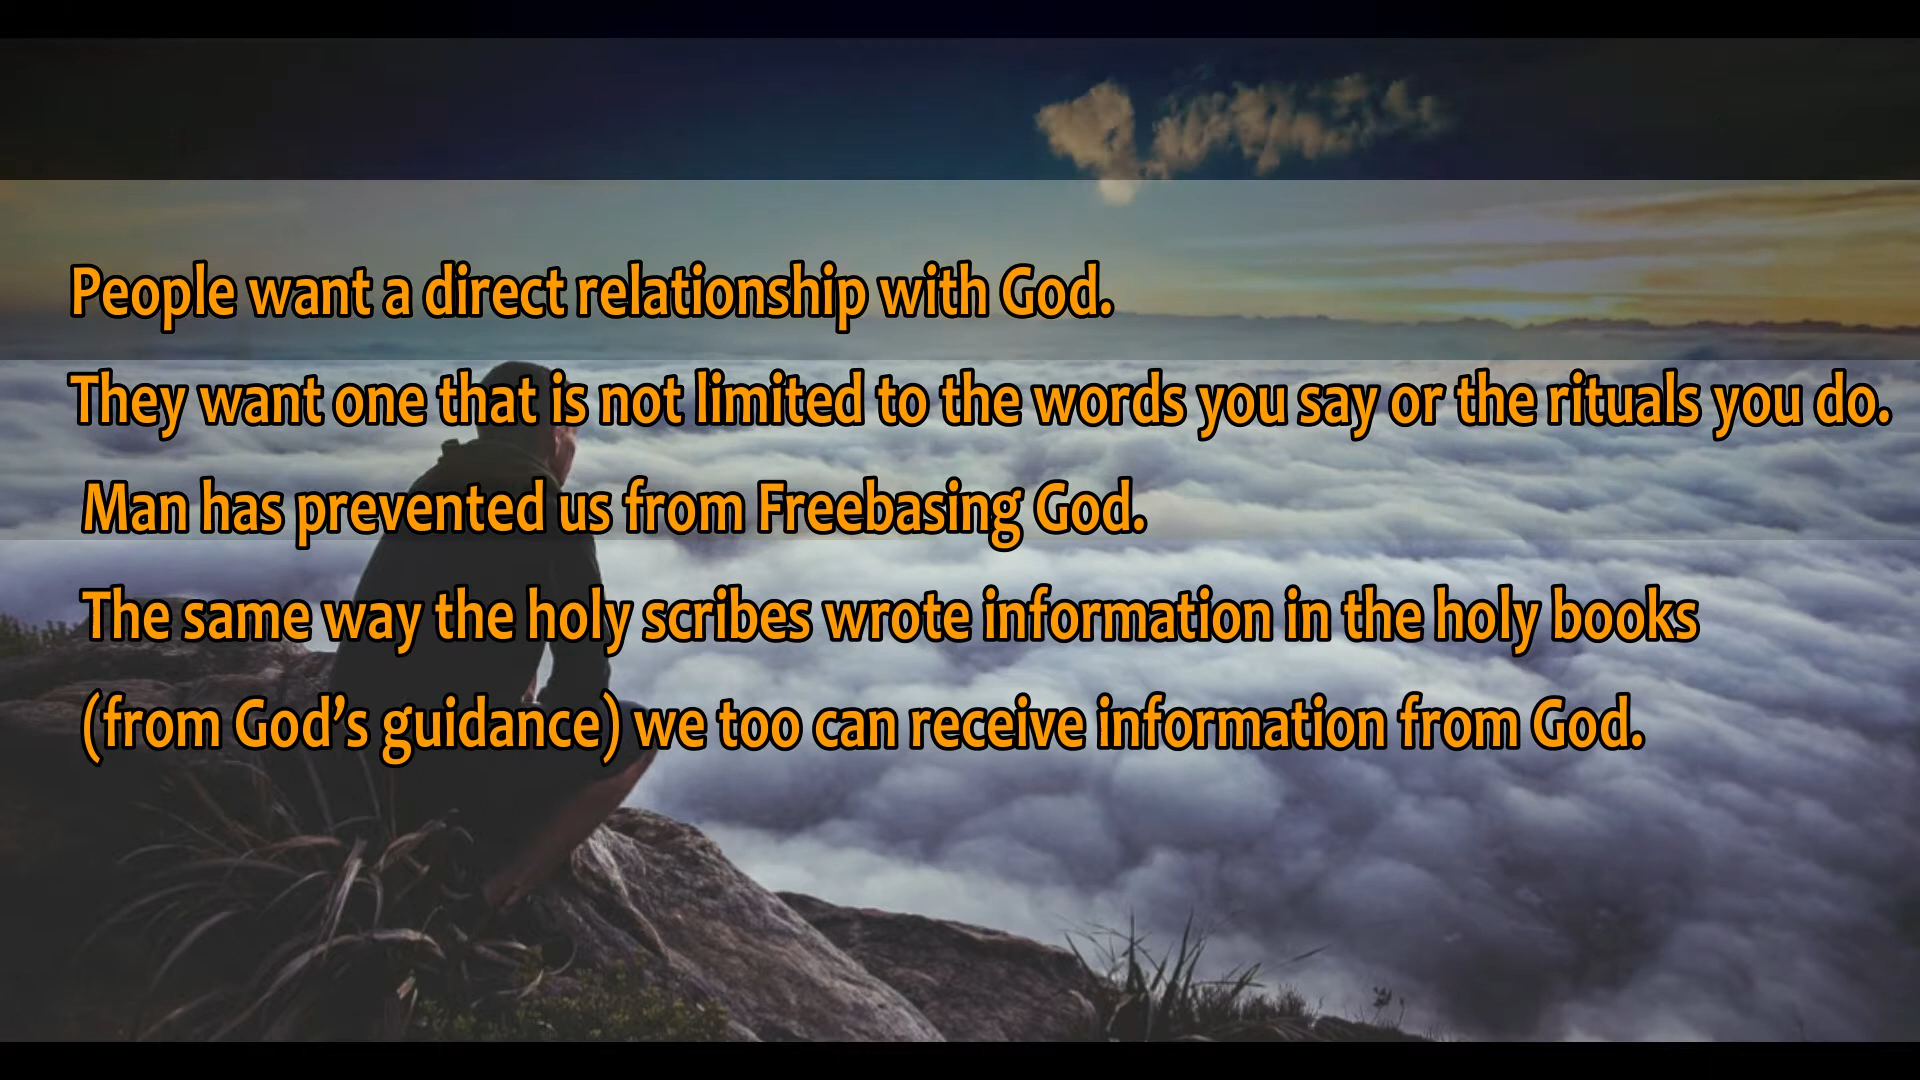 People want a direct relationship with God.
They want one that is not limited to the words you say or the rituals you do.
Man has prevented us from Freebasing God.
The same way the holy scribes wrote information in the holy books
(from God’s guidance) we too can receive information from God.